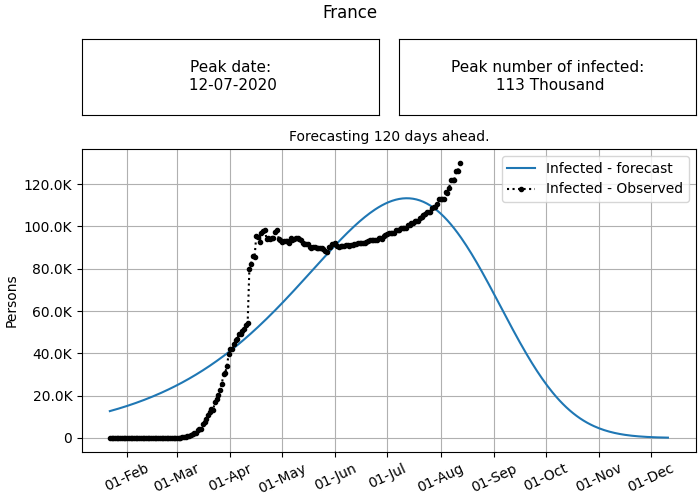 France
Peak date:
12-07-2020
Peak number of infected:
113 Thousand
Forecasting 120 days ahead.
Infected - forecast
Infected - Observed
Persons
120.0K
100.0K
80.0K
60.0K
40.0K
20.0K
0
01-Feb
01-Mar
01-Apr
01-May
01-Jun
01-Jul
01-Aug
01-Sep
01-Oct
01-Nov
01-Dec